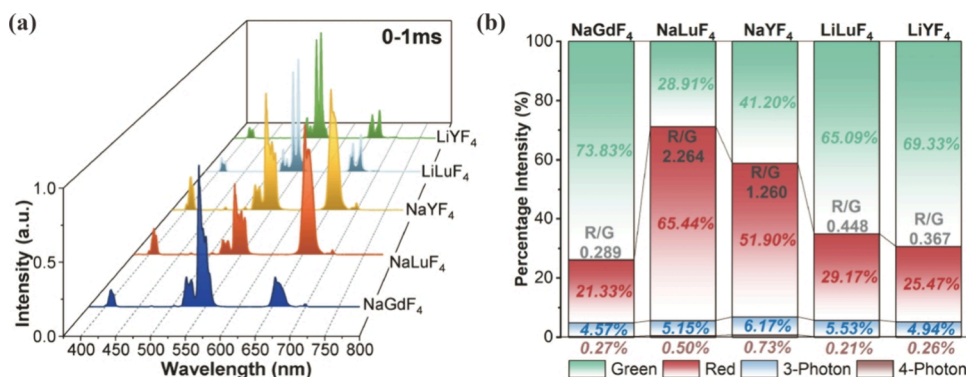 (a)
0-1ms
LiYF4
LiLuF4
NaYF4
NaLuF4
NaGdF4
Intensity (a.u.)
1.0
0.5
0.0
400 450 500 550 600 650 700 750 800
Wavelength (nm)
(b)
NaGdF4 NaLuF4 NaYF4 LiLuF4 LiYF4
Percentage Intensity (%)
100
80
60
40
20
0
73.83% 28.91% 41.20% 65.09% 69.33%
R/G 0.289
R/G 2.264
R/G 1.260
R/G 0.448
R/G 0.367
21.33% 65.44% 51.90% 29.17% 25.47%
4.57% 5.15% 6.17% 5.53% 4.94%
0.27% 0.50% 0.73% 0.21% 0.26%
Green Red 3-Photon 4-Photon